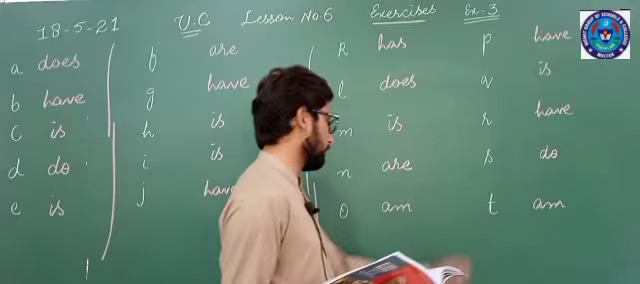 18-5-21 U.C Lesson No.6 Exercises Ex-3
a does
b have
c is
d do
e is
f are
g have
h is
i is
j hav
k has
l does
m is
n are
o am
p have
q is
r have
s do
t am